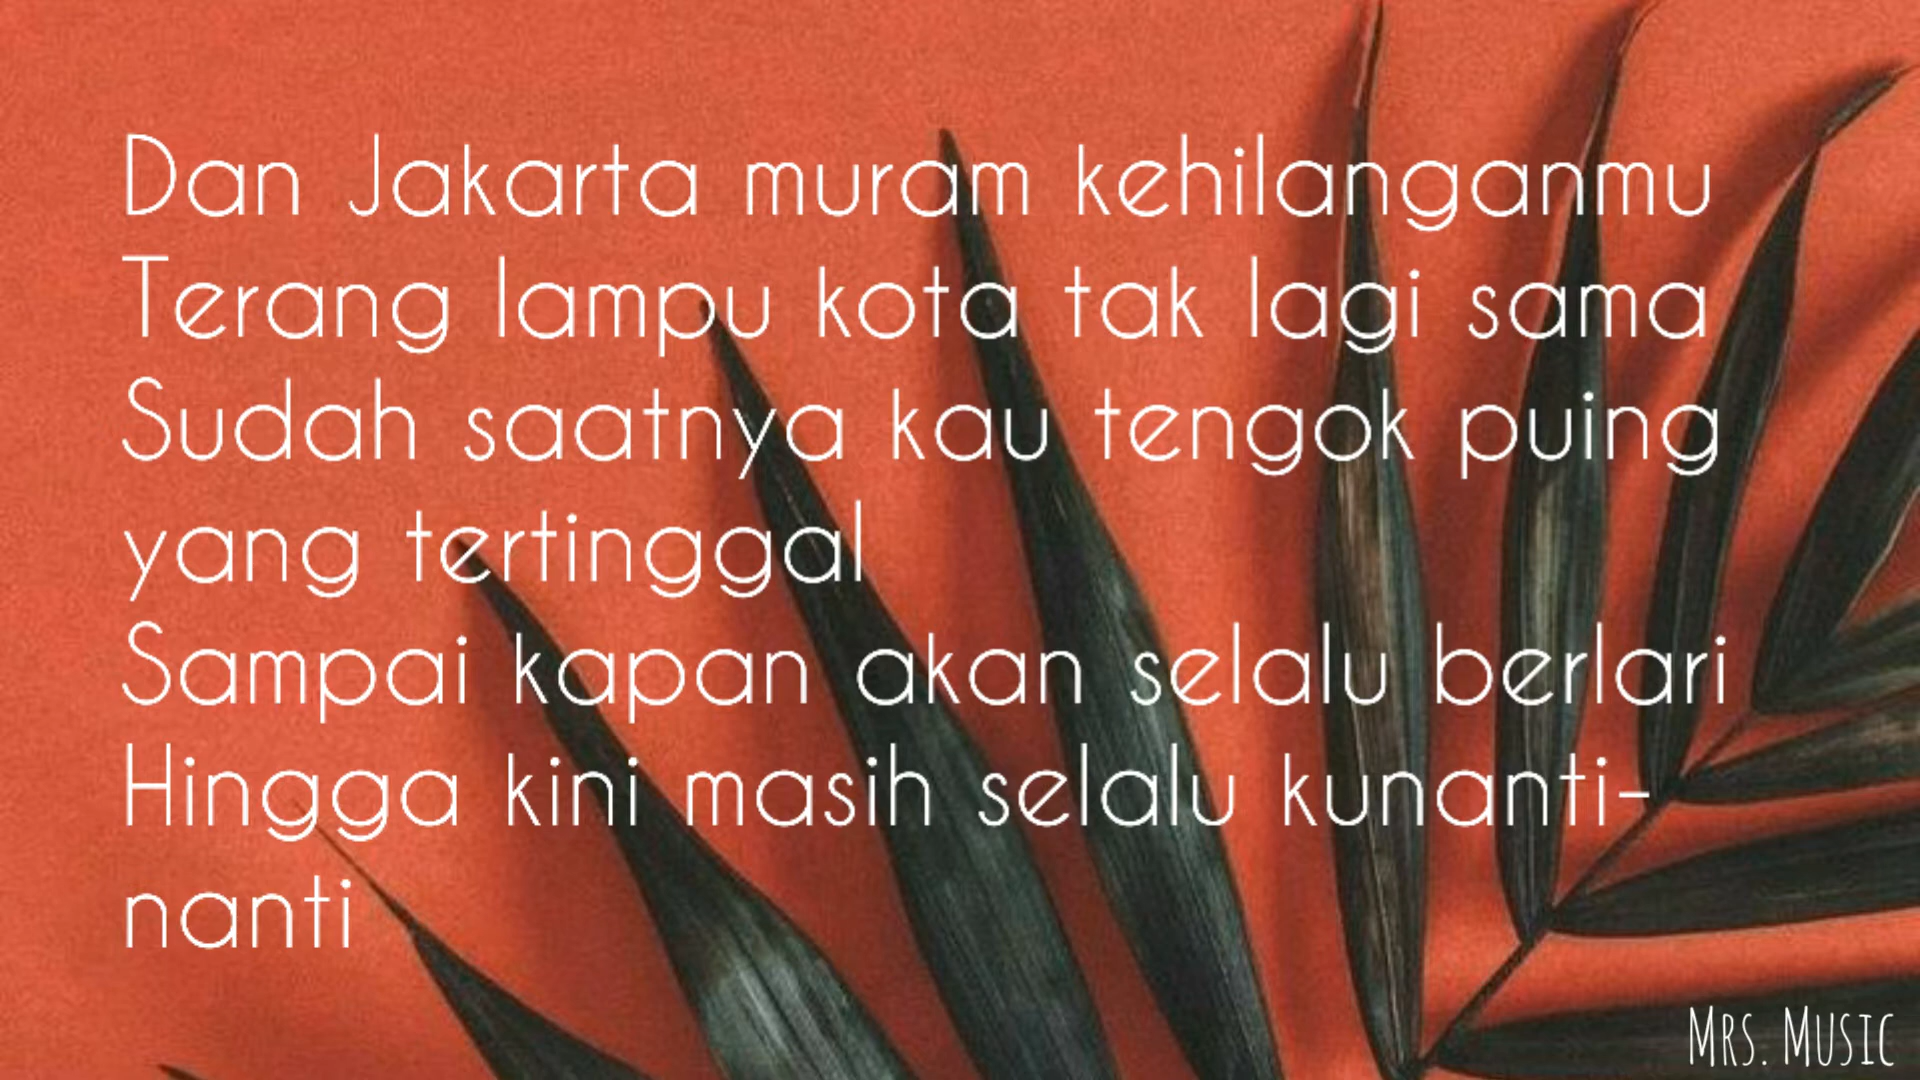 Dan Jakarta muram kehilanganmu
Terang lampu kota tak lagi sama
Sudah saatnya kau tengok puing
yang tertinggal
Sampai kapan akan selalu berlari
Hingga kini masih selalu kunanti-
nanti
Mrs. Music